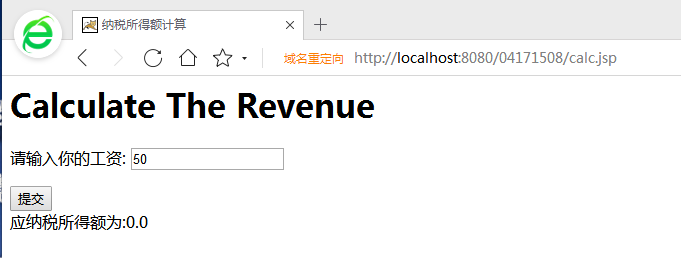 纳税所得额计算
域名重定向 http://localhost:8080/04171508/calc.jsp
Calculate The Revenue
请输入你的工资: 50
提交
应纳税所得额为:0.0